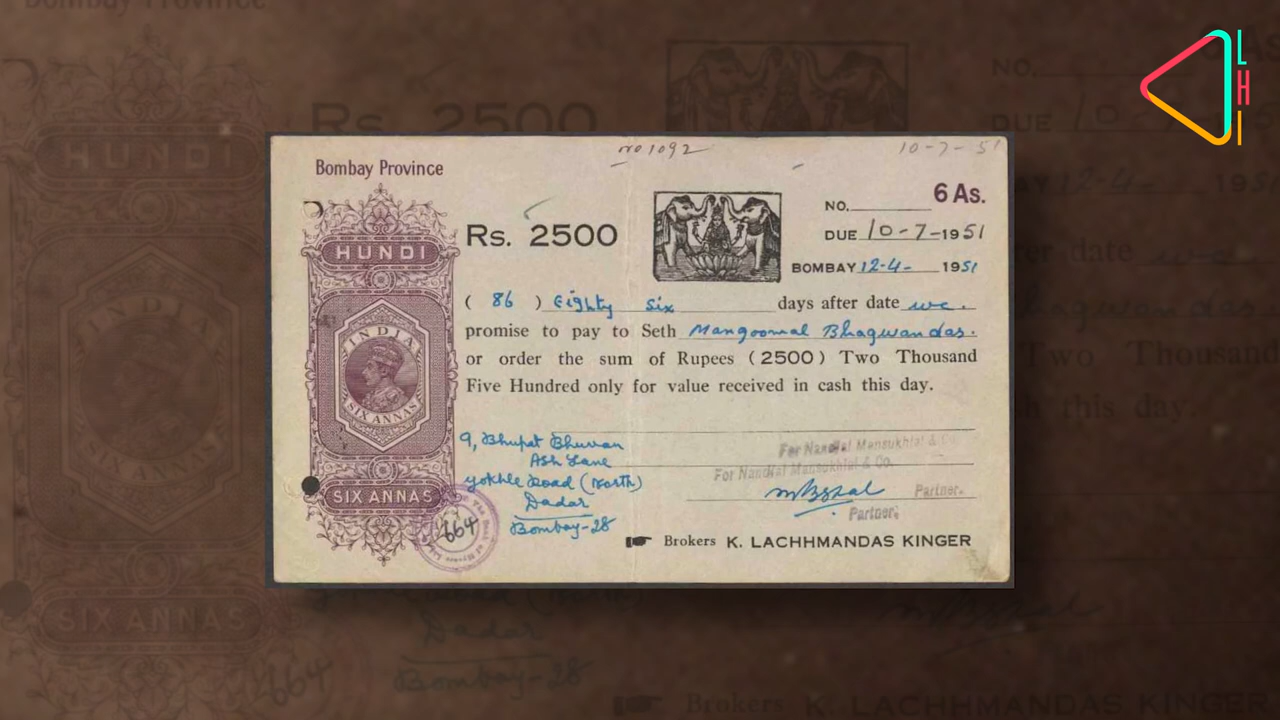 LHI
Bombay Province
no 1092
10-7-51
HUNDI
INDIA
SIX ANNAS
SIX ANNAS
664
Rs. 2500
6 As.
NO.
DUE 10-7-1951
BOMBAY 12-4- 1951
( 86 ) Eighty Six days after date we.
promise to pay to Seth Mangoomal Bhagwandas.
or order the sum of Rupees (2500) Two Thousand
Five Hundred only for value received in cash this day.
9, Bhupat Bhuvan
Ash Lane
Gokhle Road (North)
Dadar
Bombay-28
For Nandlal Mansukhlal & Co.
For Nandlal Mansukhlal & Co.
Partner.
Partner.
Brokers K. LACHHMANDAS KINGER